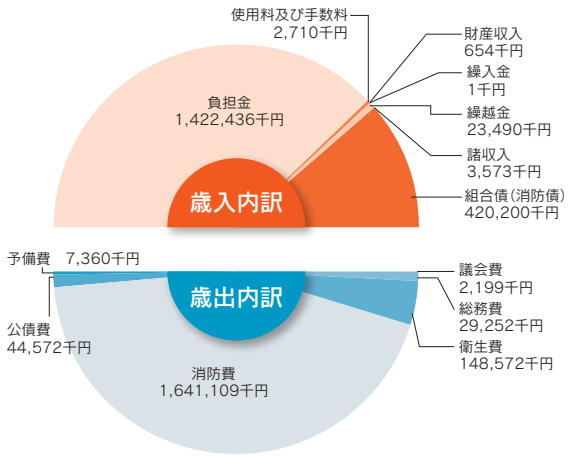 使用料及び手数料
2,710千円
財産収入
654千円
繰入金
1千円
繰越金
23,490千円
諸収入
3,573千円
組合債(消防債)
420,200千円
負担金
1,422,436千円
歳入内訳
予備費 7,360千円
公債費
44,572千円
歳出内訳
消防費
1,641,109千円
議会費
2,199千円
総務費
29,252千円
衛生費
148,572千円